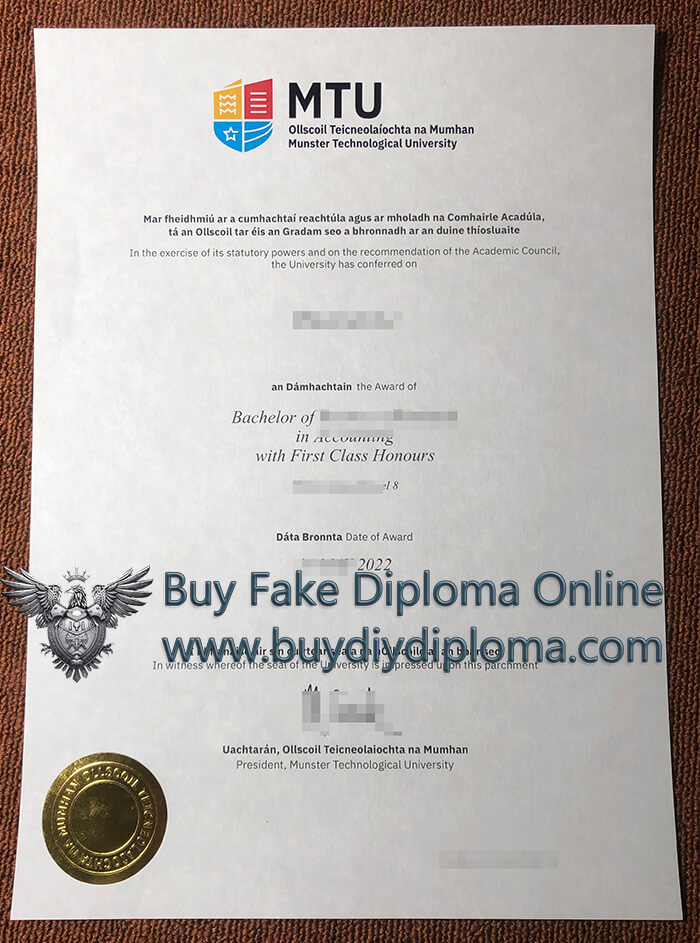 MTU
Ollscoil Teicneolaíochta na Mumhan
Munster Technological University
Mar fheidhmiú ar a cumhachtaí reachtúla agus ar mholadh na Comhairle Acadúla,
tá an Ollscoil tar éis an Gradam seo a bhronnadh ar an duine thíosluaite
In the exercise of its statutory powers and on the recommendation of the Academic Council,
the University has conferred on
an Dámhachtain the Award of
Bachelor of
in Accounting
with First Class Honours
8
Dáta Bronnta Date of Award
2022
Buy Fake Diploma Online
www.buydiydiploma.com
In witness whereof the seal of the University is impressed upon this parchment
Uachtarán, Ollscoil Teicneolaiochta na Mumhan
President, Munster Technological University
OLLSCOIL TEICNEOLAÍOCHTA NA MUMHAN